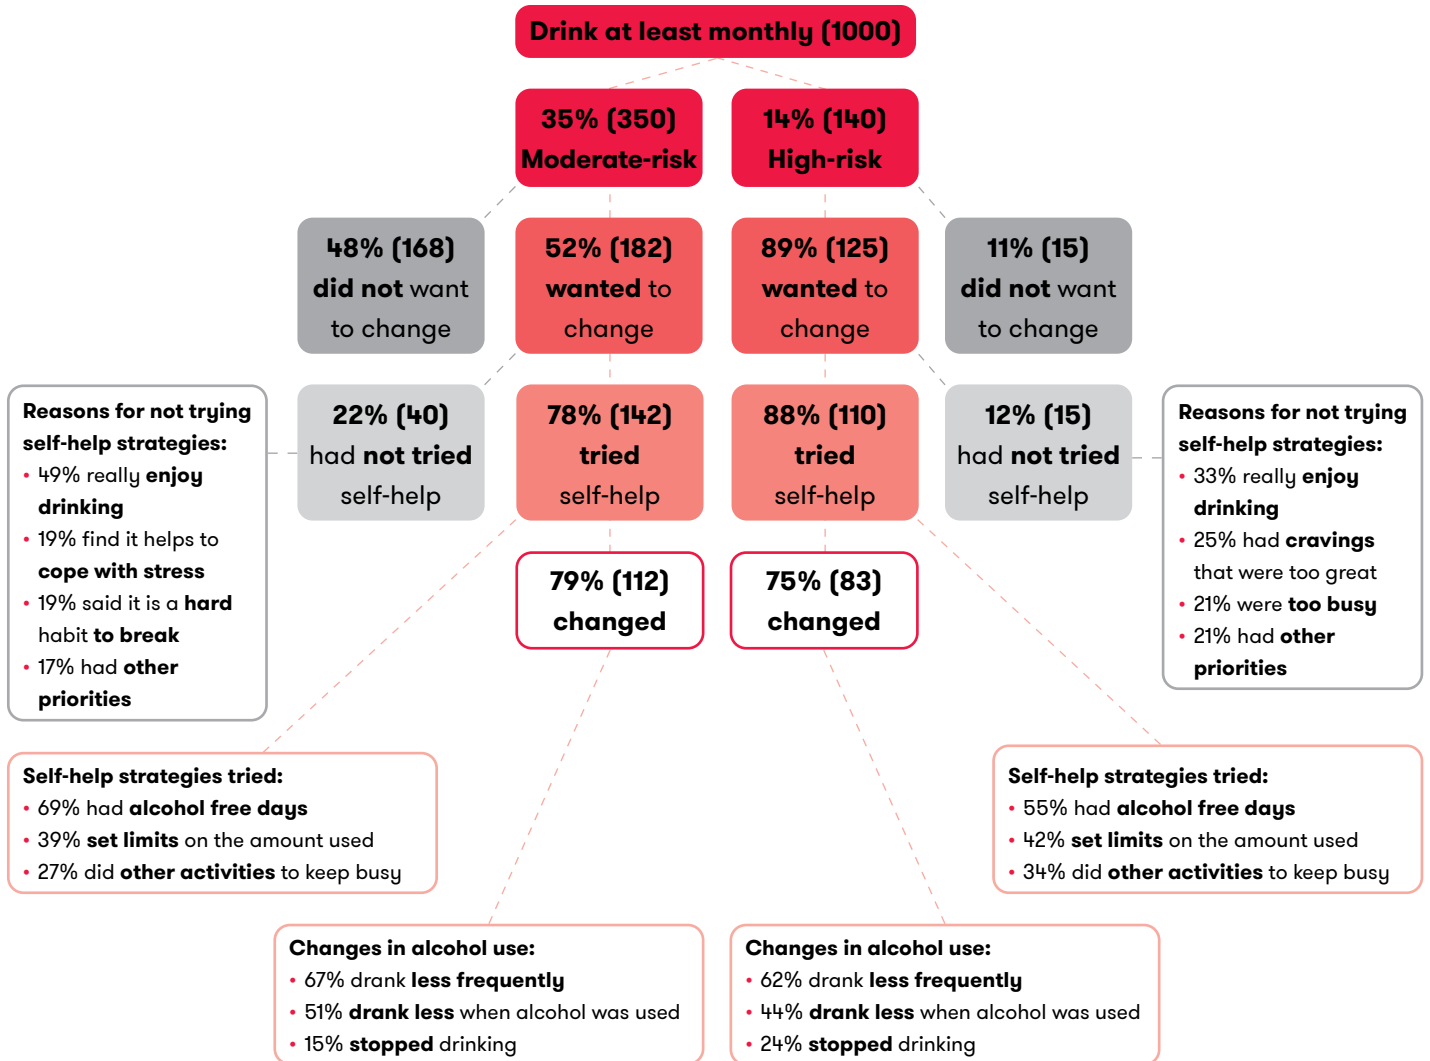 Drink at least monthly (1000)
35% (350)
Moderate-risk
14% (140)
High-risk
48% (168)
did not want
to change
52% (182)
wanted to
change
89% (125)
wanted to
change
11% (15)
did not want
to change
Reasons for not trying
self-help strategies:
• 49% really enjoy
drinking
• 19% find it helps to
cope with stress
• 19% said it is a hard
habit to break
• 17% had other
priorities
22% (40)
had not tried
self-help
78% (142)
tried
self-help
88% (110)
tried
self-help
12% (15)
had not tried
self-help
Reasons for not trying
self-help strategies:
• 33% really enjoy
drinking
• 25% had cravings
that were too great
• 21% were too busy
• 21% had other
priorities
79% (112)
changed
75% (83)
changed
Self-help strategies tried:
• 69% had alcohol free days
• 39% set limits on the amount used
• 27% did other activities to keep busy
Self-help strategies tried:
• 55% had alcohol free days
• 42% set limits on the amount used
• 34% did other activities to keep busy
Changes in alcohol use:
• 67% drank less frequently
• 51% drank less when alcohol was used
• 15% stopped drinking
Changes in alcohol use:
• 62% drank less frequently
• 44% drank less when alcohol was used
• 24% stopped drinking